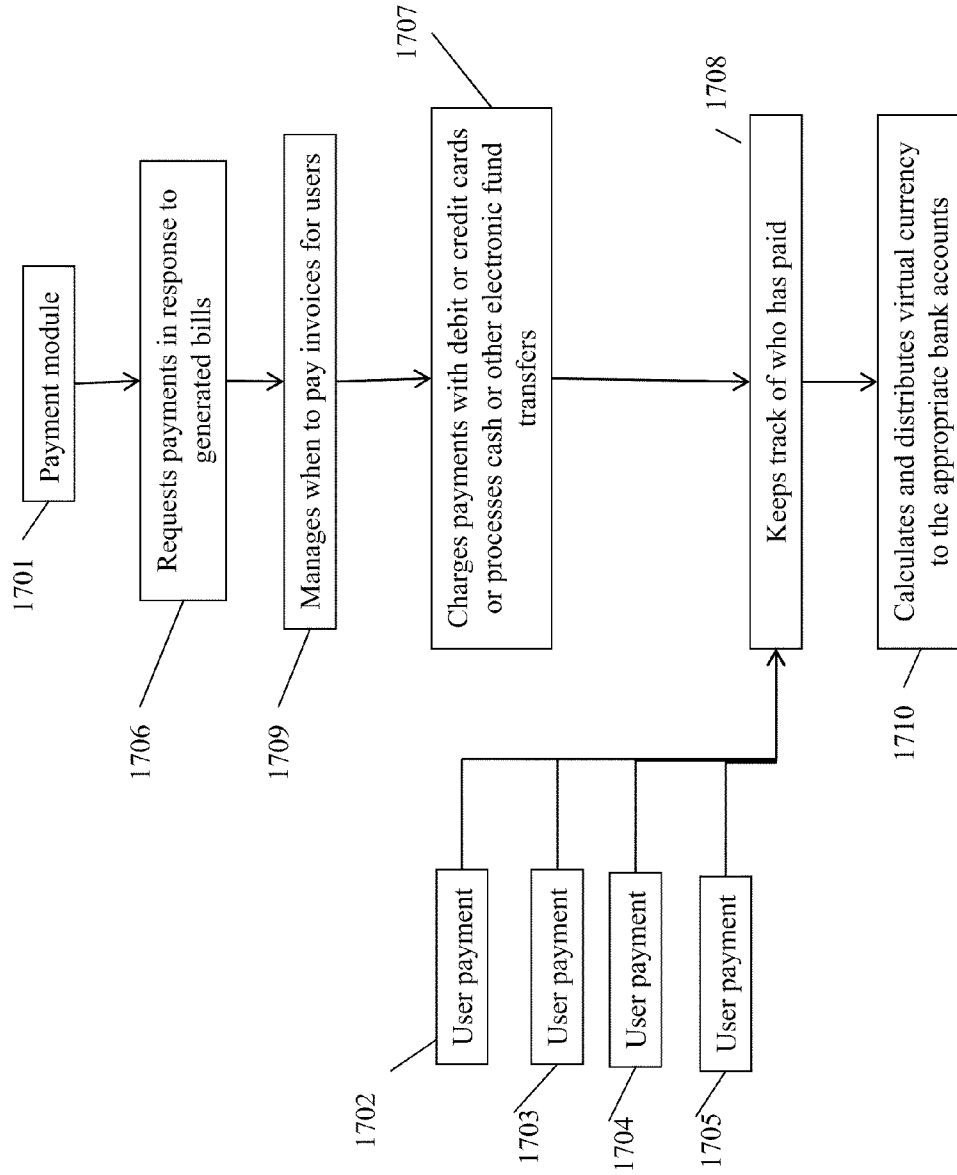 1701
Payment module
1706
Requests payments in response to
generated bills
1709
Manages when to pay invoices for users
1707
Charges payments with debit or credit cards
or processes cash or other electronic fund
transfers
1702
User payment
1703
User payment
1704
User payment
1705
User payment
1708
Keeps track of who has paid
1710
Calculates and distributes virtual currency
to the appropriate bank accounts